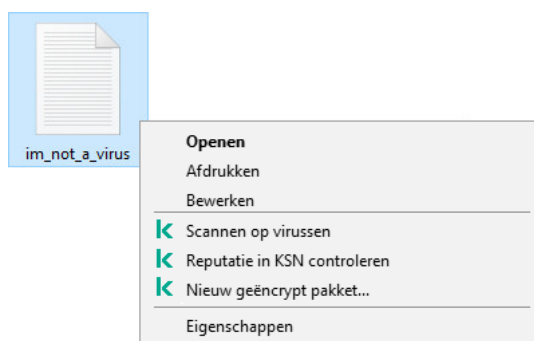 im_not_a_virus
Openen
Afdrukken
Bewerken
Scannen op virussen
Reputatie in KSN controleren
Nieuw geëncrypt pakket...
Eigenschappen